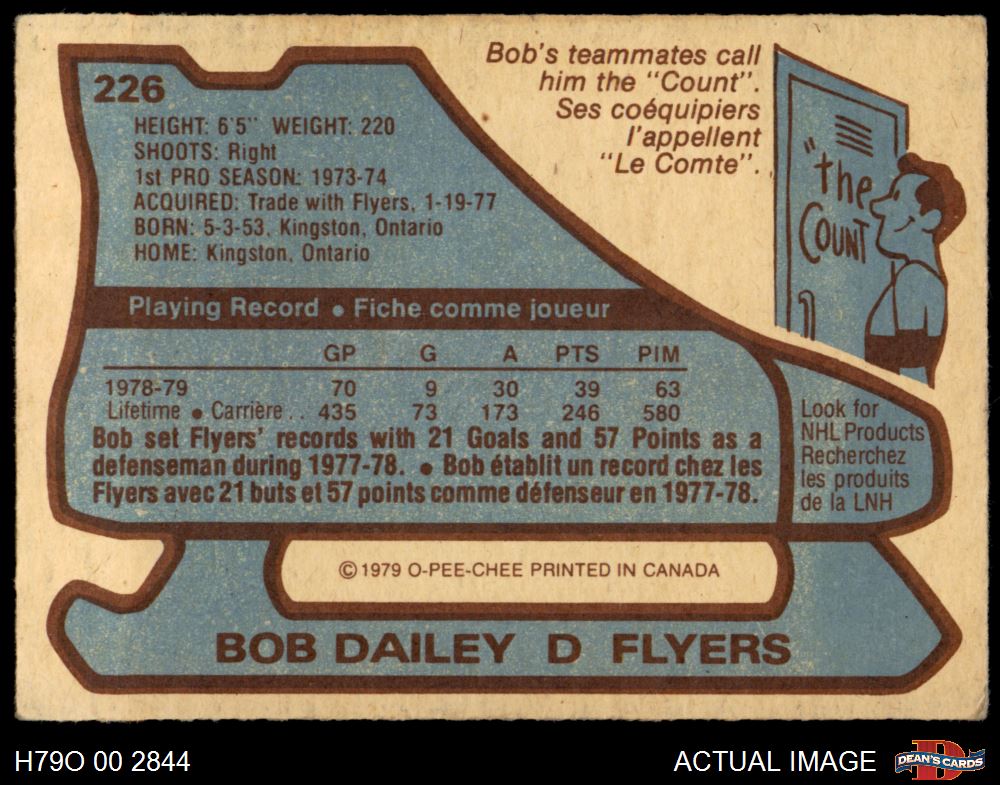 226
HEIGHT: 6'5" WEIGHT: 220
SHOOTS: Right
1st PRO SEASON: 1973-74
ACQUIRED: Trade with Flyers, 1-19-77
BORN: 5-3-53, Kingston, Ontario
HOME: Kingston, Ontario
Bob's teammates call
him the "Count".
Ses coéquipiers
l'appellent
"Le Comte".
"the
COUNT
Playing Record • Fiche comme joueur
GP G A PTS PIM
1978-79 70 9 30 39 63
Lifetime • Carrière . . 435 73 173 246 580
Bob set Flyers' records with 21 Goals and 57 Points as a
defenseman during 1977-78. • Bob établit un record chez les
Flyers avec 21 buts et 57 points comme défenseur en 1977-78.
Look for
NHL Products
Recherchez
les produits
de la LNH
© 1979 O-PEE-CHEE PRINTED IN CANADA
BOB DAILEY D FLYERS
H79O 00 2844
ACTUAL IMAGE
DEAN'S CARDS